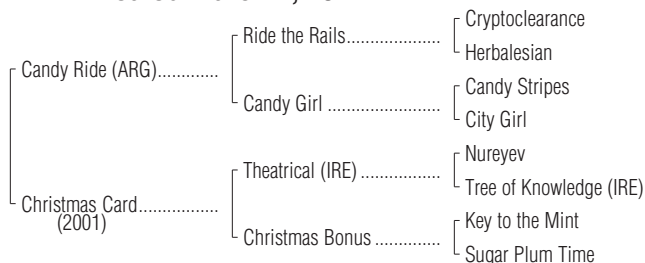 Cryptoclearance
Ride the Rails....................
Herbalesian
Candy Ride (ARG).............
Candy Stripes
Candy Girl ........................
City Girl
Nureyev
Theatrical (IRE) .................
Tree of Knowledge (IRE)
Christmas Card.................
(2001)
Key to the Mint
Christmas Bonus ..............
Sugar Plum Time